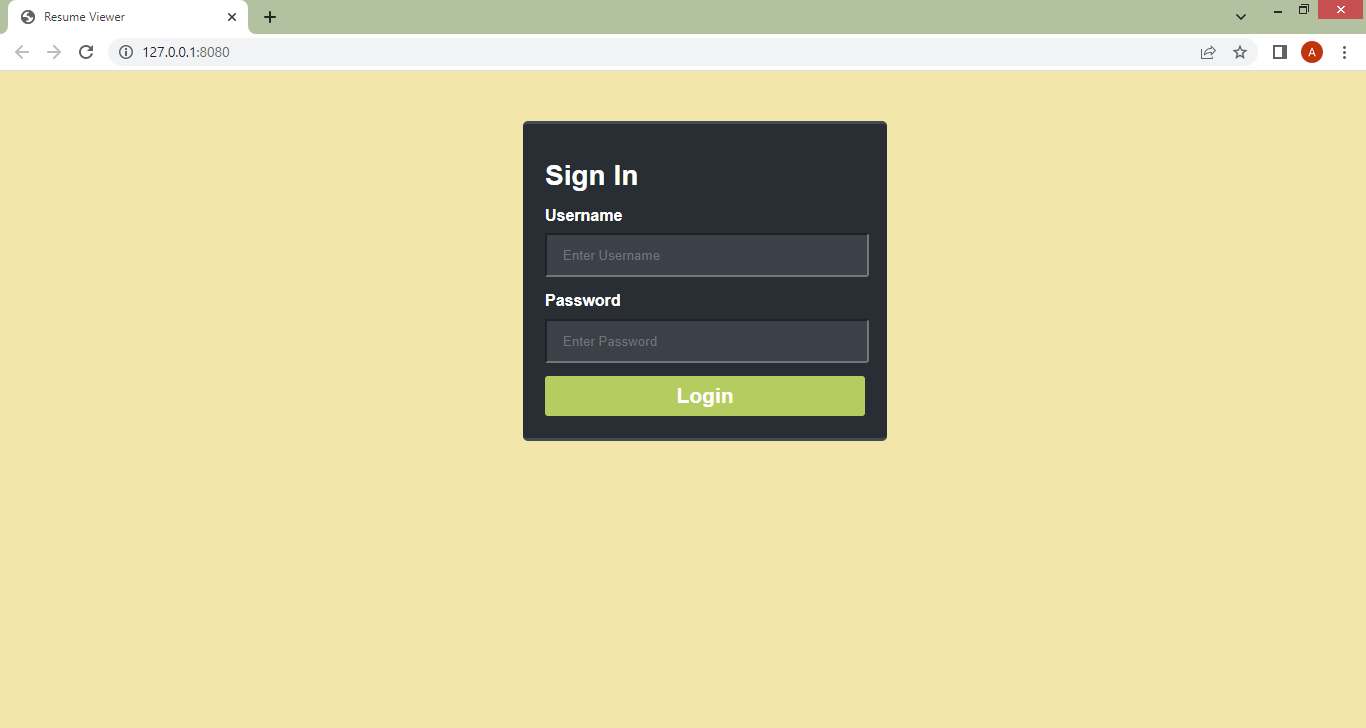 Resume Viewer
127.0.0.1:8080
A
Sign In
Username
Enter Username
Password
Enter Password
Login